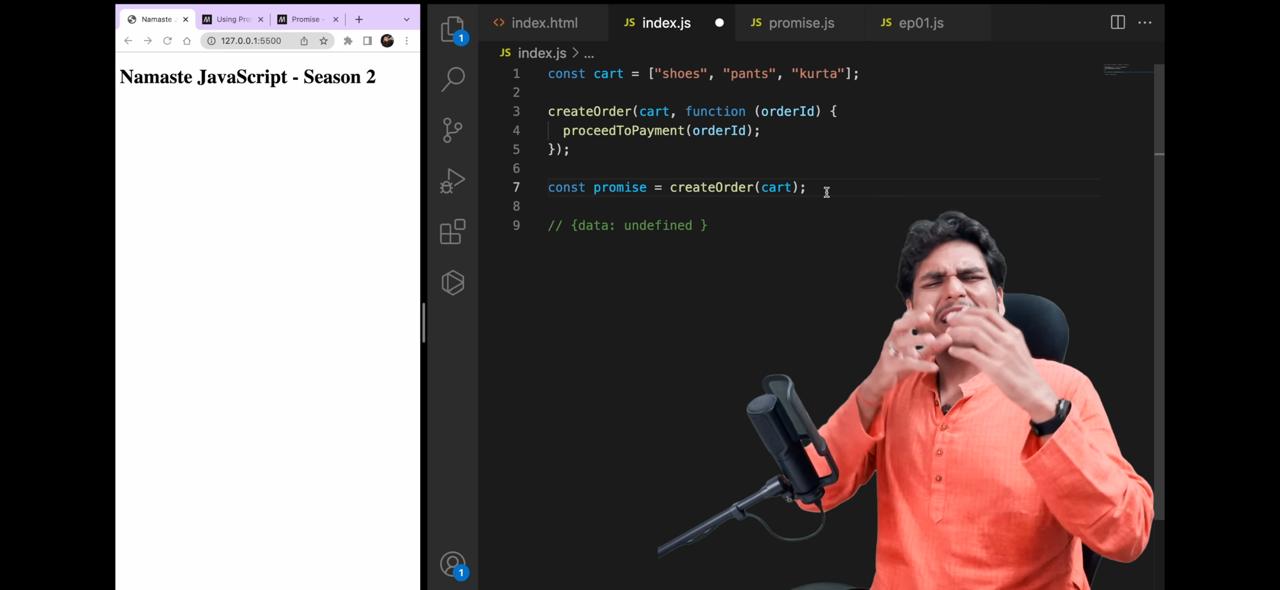 Namaste
Using Pro
Promise -
127.0.0.1:5500
Namaste JavaScript - Season 2
index.html
JS index.js
JS promise.js
JS ep01.js
JS index.js > ...
1 const cart = ["shoes", "pants", "kurta"];
2
3 createOrder(cart, function (orderId) {
4 proceedToPayment(orderId);
5 });
6
7 const promise = createOrder(cart);
8
9 // {data: undefined }
1
1